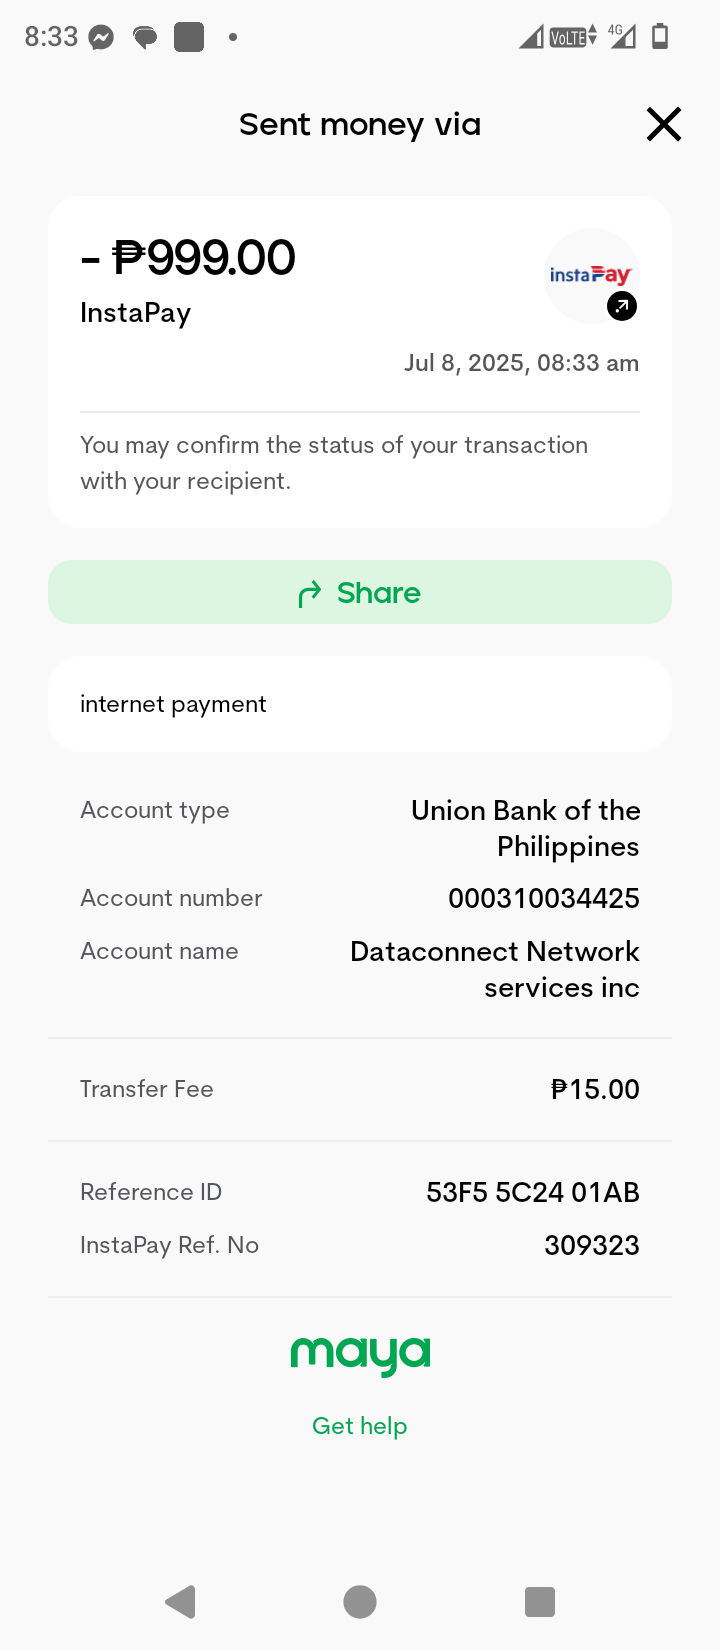 8:33
VoLTE 4G
Sent money via
- ₱999.00
instaPay
InstaPay
Jul 8, 2025, 08:33 am
You may confirm the status of your transaction
with your recipient.
Share
internet payment
Account type
Union Bank of the
Philippines
Account number
000310034425
Account name
Dataconnect Network
services inc
Transfer Fee
₱15.00
Reference ID
53F5 5C24 01AB
InstaPay Ref. No
309323
maya
Get help